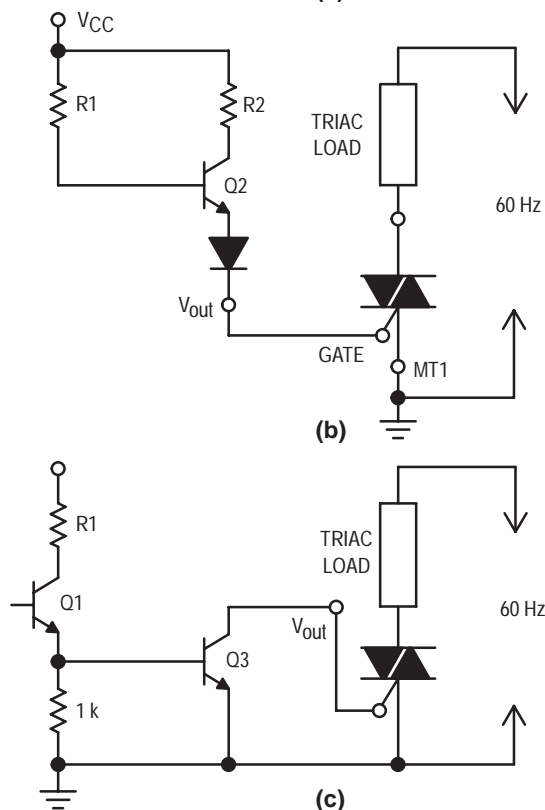 VCC
R1
R2
TRIAC
LOAD
Q2
60 Hz
Vout
GATE
MT1
(b)
R1
TRIAC
LOAD
Q1
Vout
60 Hz
Q3
1 k
(c)